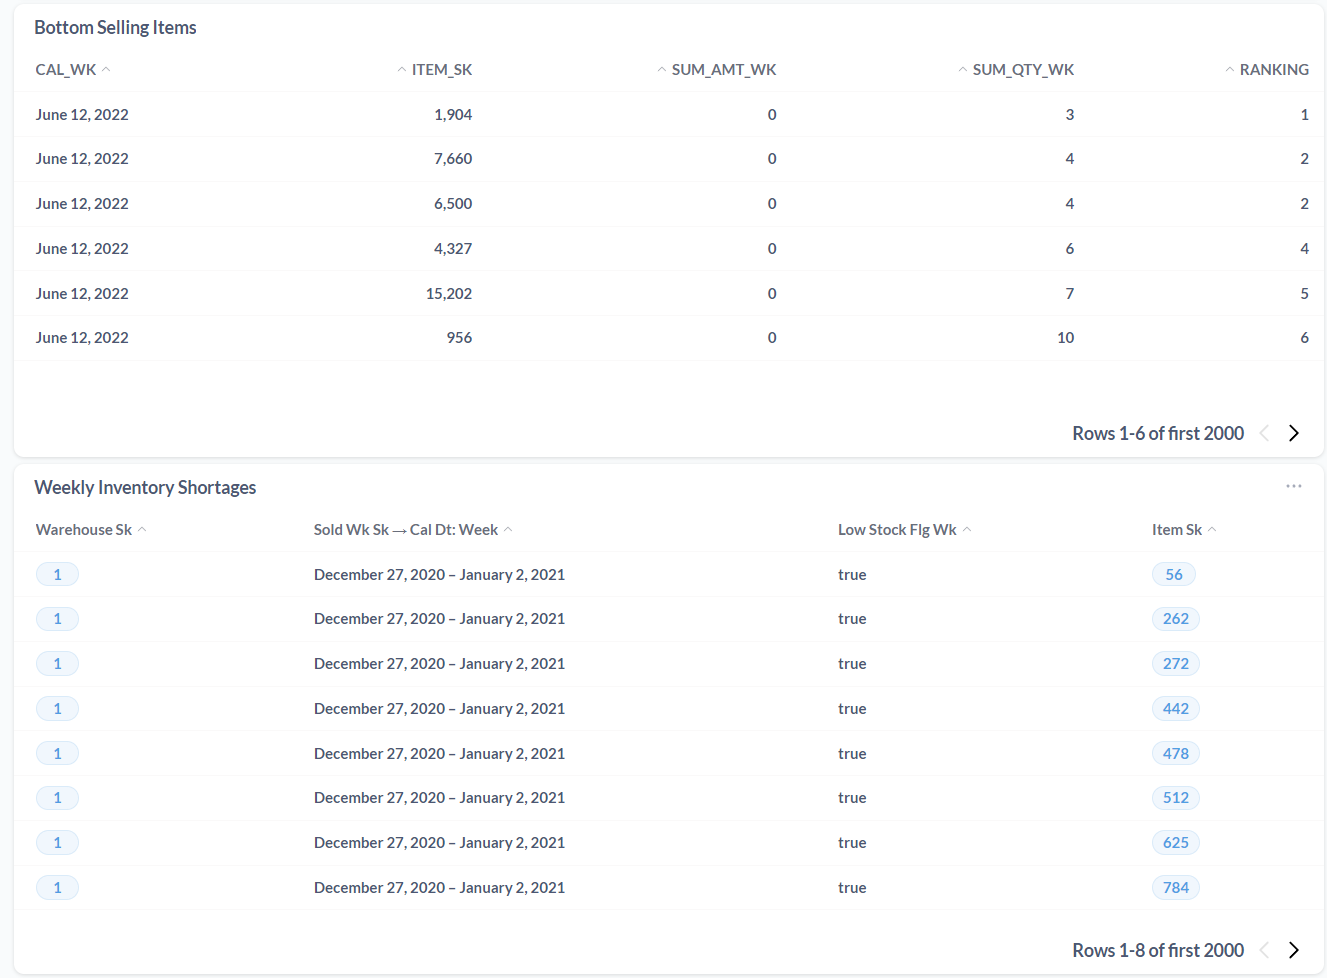 Bottom Selling Items
CAL_WK ITEM_SK SUM_AMT_WK SUM_QTY_WK RANKING
June 12, 2022 1,904 0 3 1
June 12, 2022 7,660 0 4 2
June 12, 2022 6,500 0 4 2
June 12, 2022 4,327 0 6 4
June 12, 2022 15,202 0 7 5
June 12, 2022 956 0 10 6
Rows 1-6 of first 2000
Weekly Inventory Shortages
Warehouse Sk Sold Wk Sk → Cal Dt: Week Low Stock Flg Wk Item Sk
1 December 27, 2020 – January 2, 2021 true 56
1 December 27, 2020 – January 2, 2021 true 262
1 December 27, 2020 – January 2, 2021 true 272
1 December 27, 2020 – January 2, 2021 true 442
1 December 27, 2020 – January 2, 2021 true 478
1 December 27, 2020 – January 2, 2021 true 512
1 December 27, 2020 – January 2, 2021 true 625
1 December 27, 2020 – January 2, 2021 true 784
Rows 1-8 of first 2000